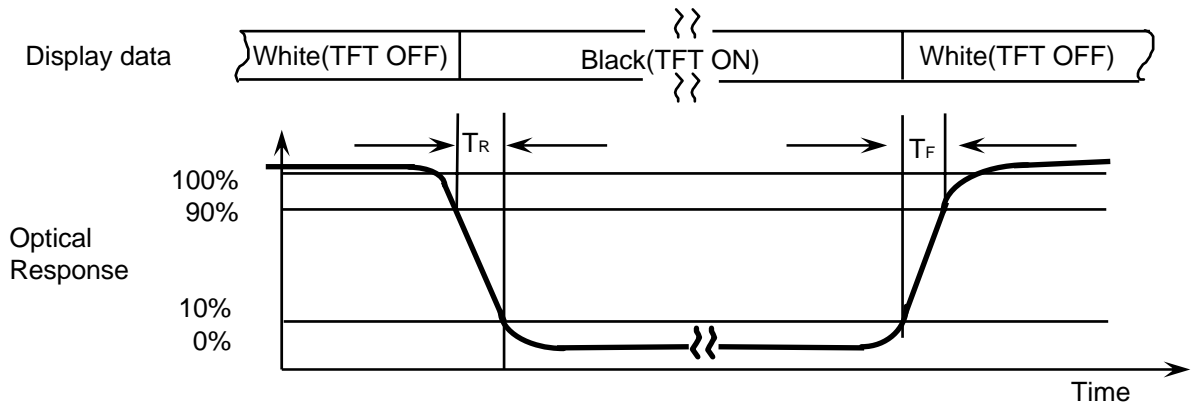 Display data
White(TFT OFF)
Black(TFT ON)
White(TFT OFF)
TR
TF
100%
90%
Optical
Response
10%
0%
Time